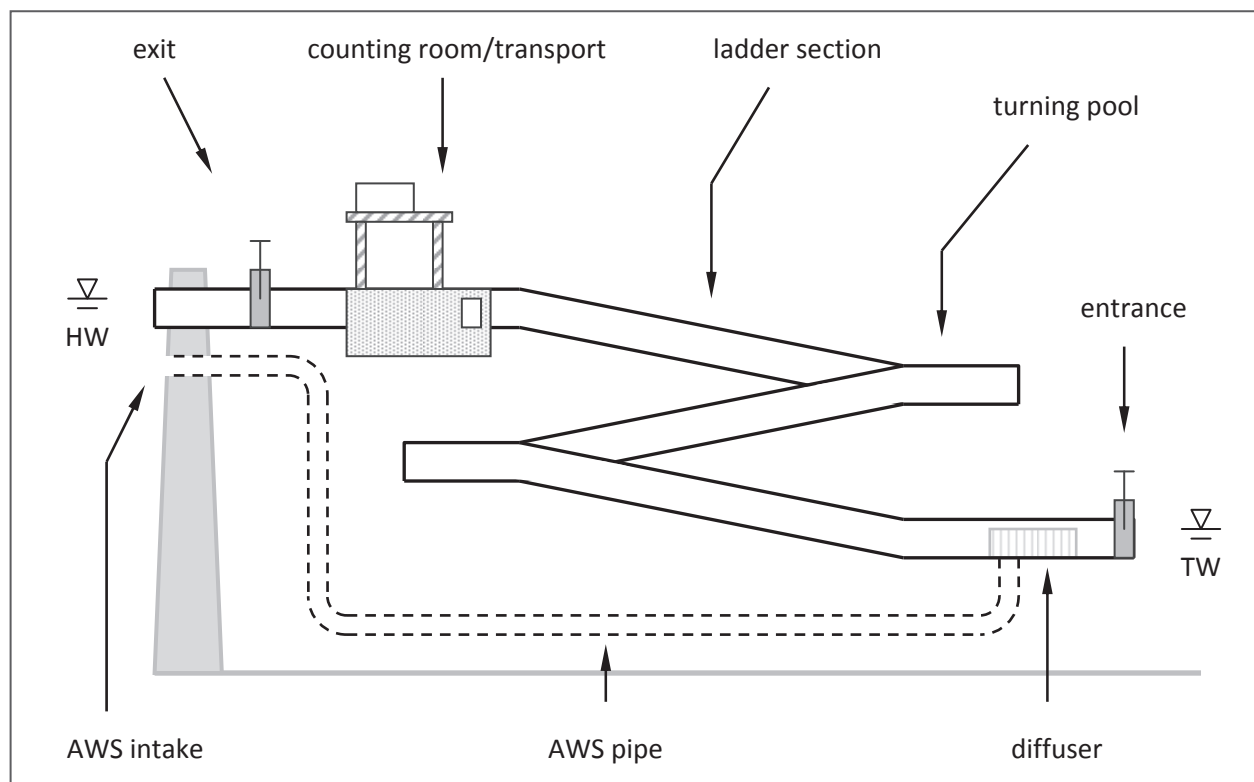 exit
counting room/transport
ladder section
turning pool
HW
entrance
TW
AWS intake
AWS pipe
diffuser